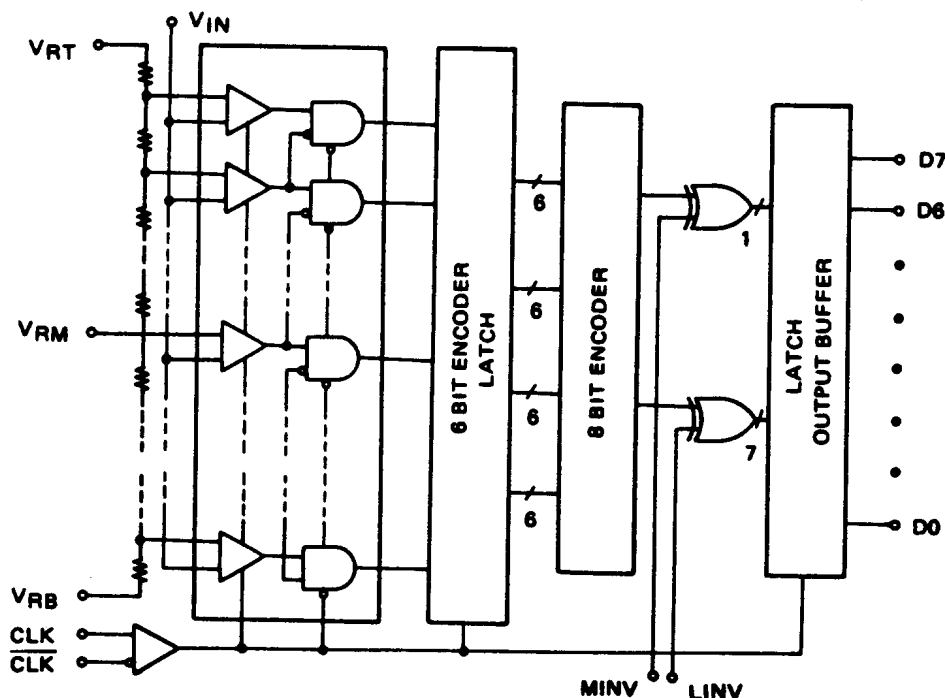 VIN
VRT
VRM
VRB
CLK
CLK
6 BIT ENCODER
LATCH
6
6
6
6
8 BIT ENCODER
1
7
LATCH
OUTPUT BUFFER
D7
D6
D0
MINV
LINV